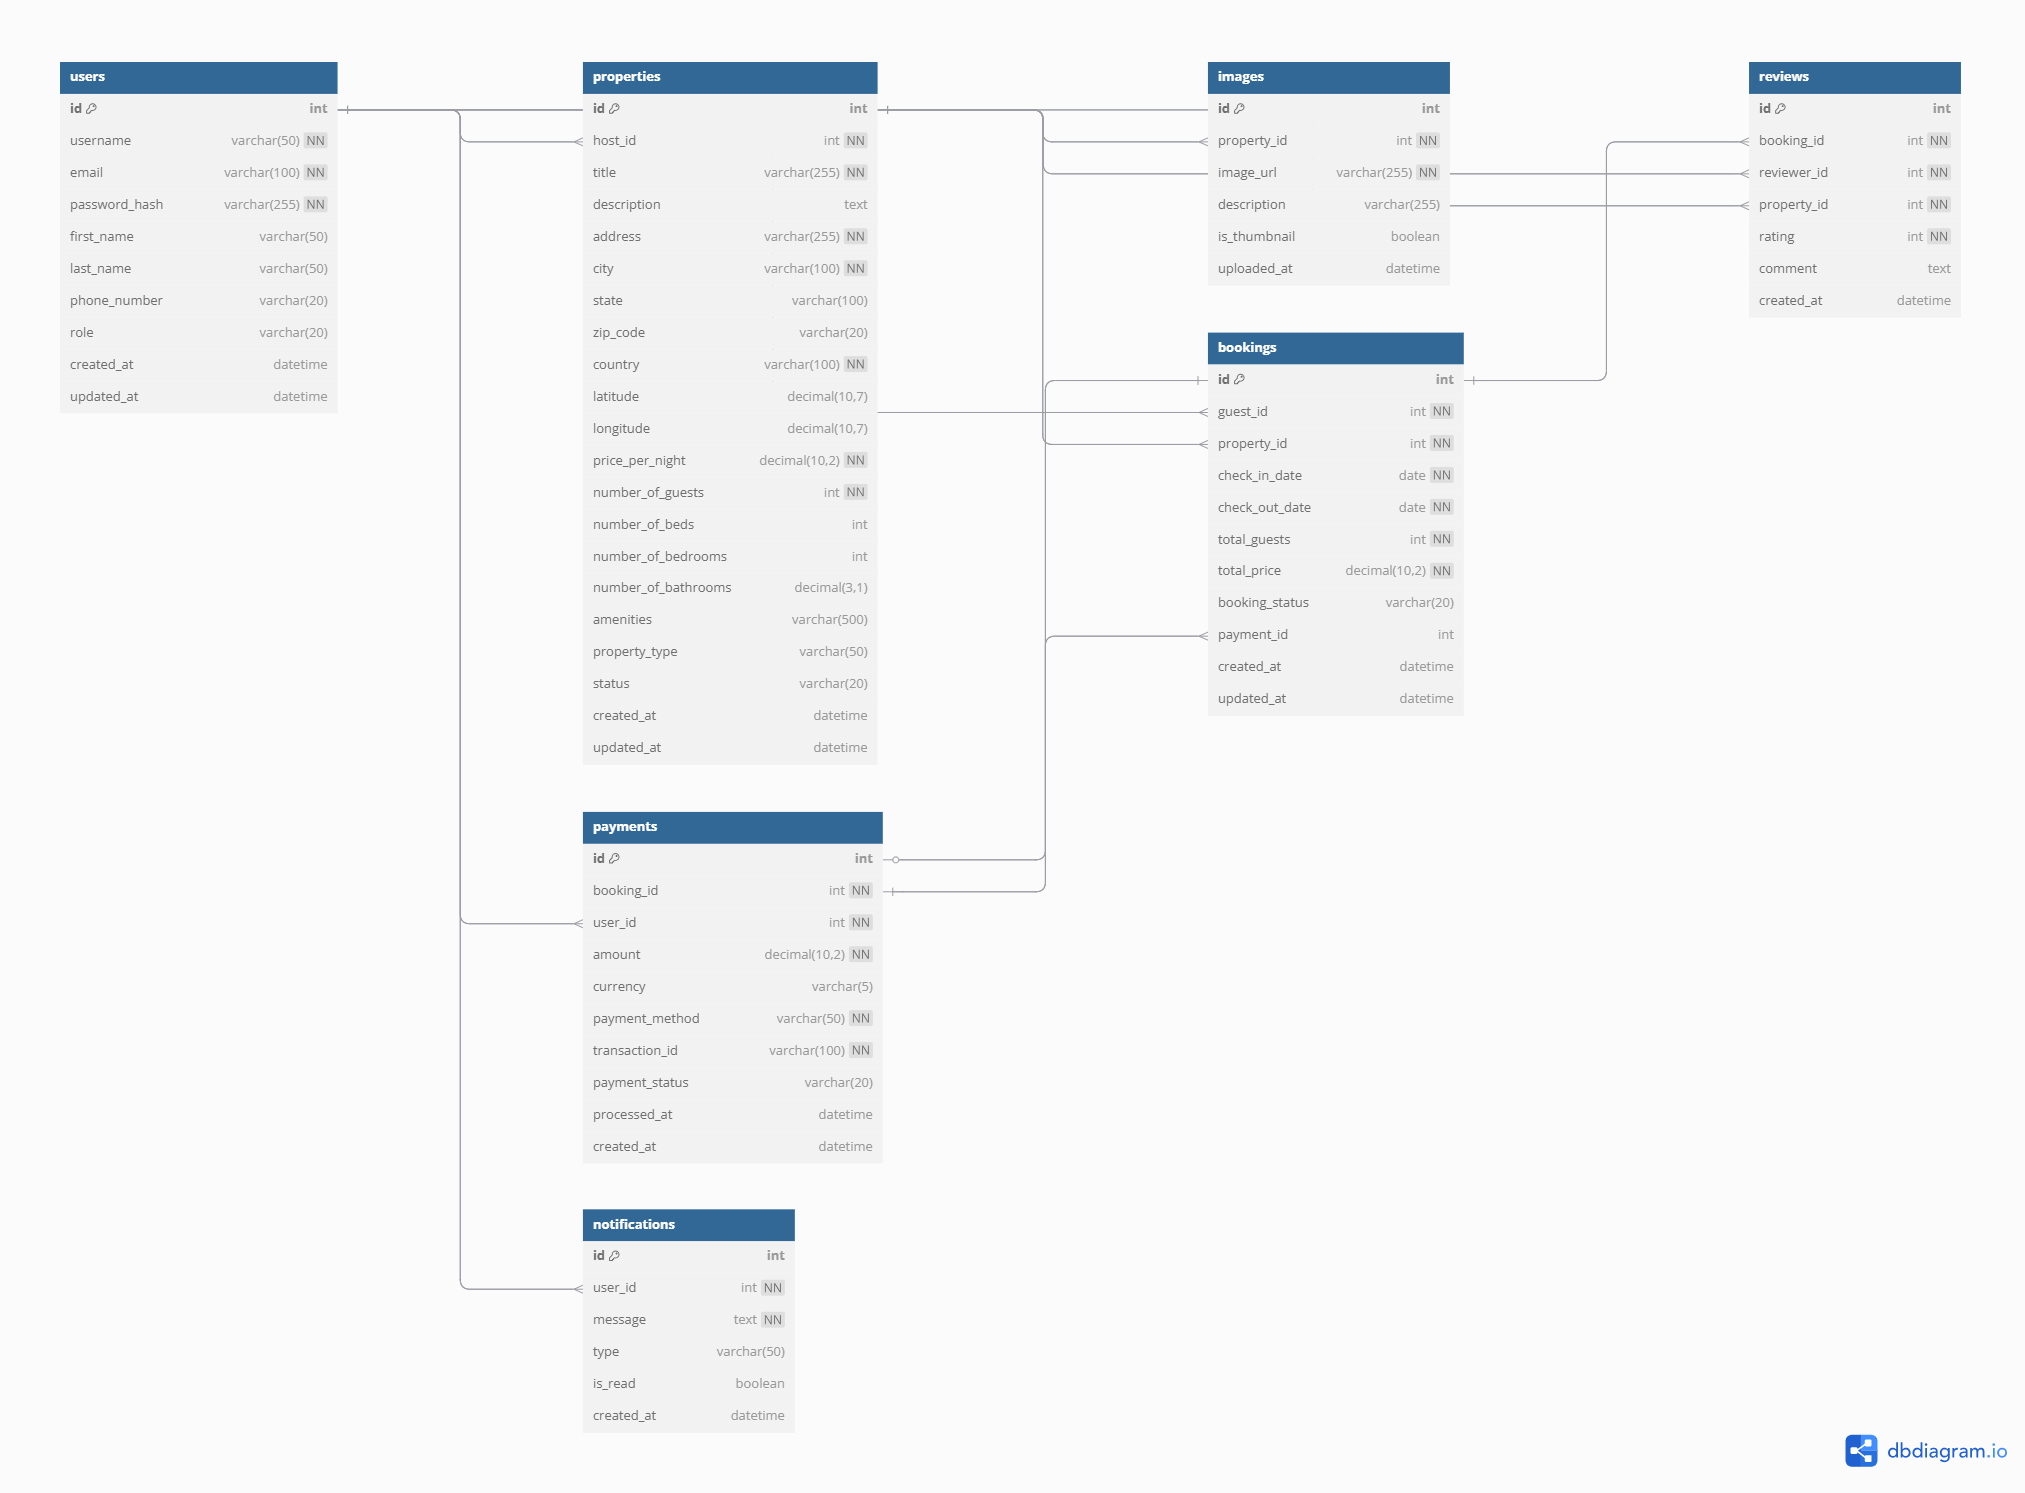 users
id int
username varchar(50) NN
email varchar(100) NN
password_hash varchar(255) NN
first_name varchar(50)
last_name varchar(50)
phone_number varchar(20)
role varchar(20)
created_at datetime
updated_at datetime
properties
id int
host_id int NN
title varchar(255) NN
description text
address varchar(255) NN
city varchar(100) NN
state varchar(100)
zip_code varchar(20)
country varchar(100) NN
latitude decimal(10,7)
longitude decimal(10,7)
price_per_night decimal(10,2) NN
number_of_guests int NN
number_of_beds int
number_of_bedrooms int
number_of_bathrooms decimal(3,1)
amenities varchar(500)
property_type varchar(50)
status varchar(20)
created_at datetime
updated_at datetime
images
id int
property_id int NN
image_url varchar(255) NN
description varchar(255)
is_thumbnail boolean
uploaded_at datetime
reviews
id int
booking_id int NN
reviewer_id int NN
property_id int NN
rating int NN
comment text
created_at datetime
bookings
id int
guest_id int NN
property_id int NN
check_in_date date NN
check_out_date date NN
total_guests int NN
total_price decimal(10,2) NN
booking_status varchar(20)
payment_id int
created_at datetime
updated_at datetime
payments
id int
booking_id int NN
user_id int NN
amount decimal(10,2) NN
currency varchar(5)
payment_method varchar(50) NN
transaction_id varchar(100) NN
payment_status varchar(20)
processed_at datetime
created_at datetime
notifications
id int
user_id int NN
message text NN
type varchar(50)
is_read boolean
created_at datetime
dbdiagram.io